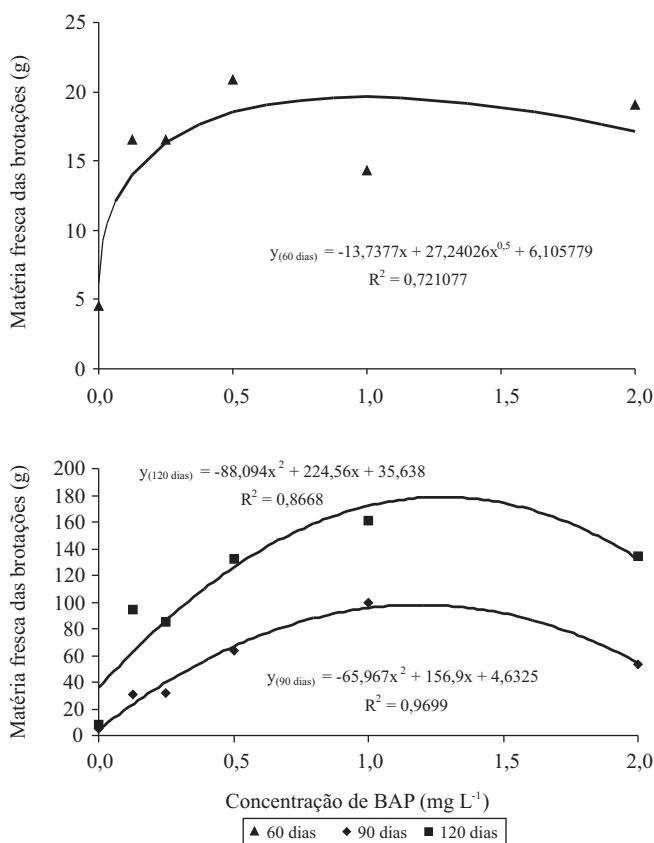 Matéria fresca das brotações (g)
25
20
15
10
5
0
y(60 dias) = -13,7377x + 27,24026x^0,5 + 6,105779
R² = 0,721077
0,0 0,5 1,0 1,5 2,0
Matéria fresca das brotações (g)
200
180
160
140
120
100
80
60
40
20
0
y(120 dias) = -88,094x² + 224,56x + 35,638
R² = 0,8668
y(90 dias) = -65,967x² + 156,9x + 4,6325
R² = 0,9699
0,0 0,5 1,0 1,5 2,0
Concentração de BAP (mg L⁻¹)
60 dias 90 dias 120 dias